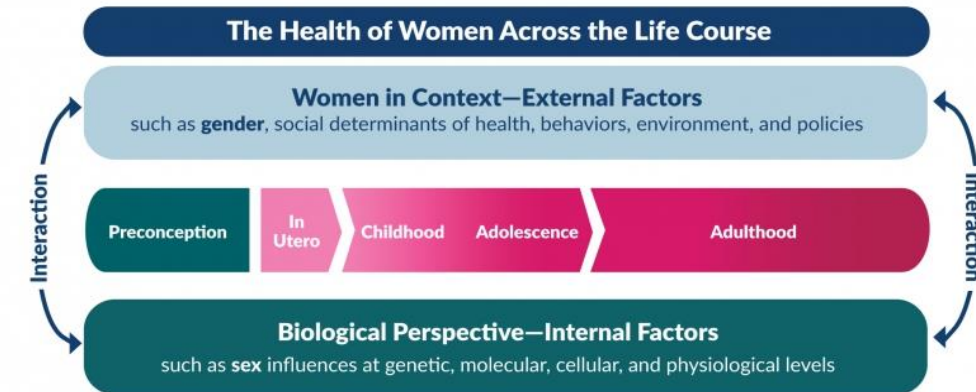 The Health of Women Across the Life Course
Women in Context—External Factors
such as gender, social determinants of health, behaviors, environment, and policies
Interaction
Preconception
In
Utero
Childhood
Adolescence
Adulthood
Interaction
Biological Perspective—Internal Factors
such as sex influences at genetic, molecular, cellular, and physiological levels